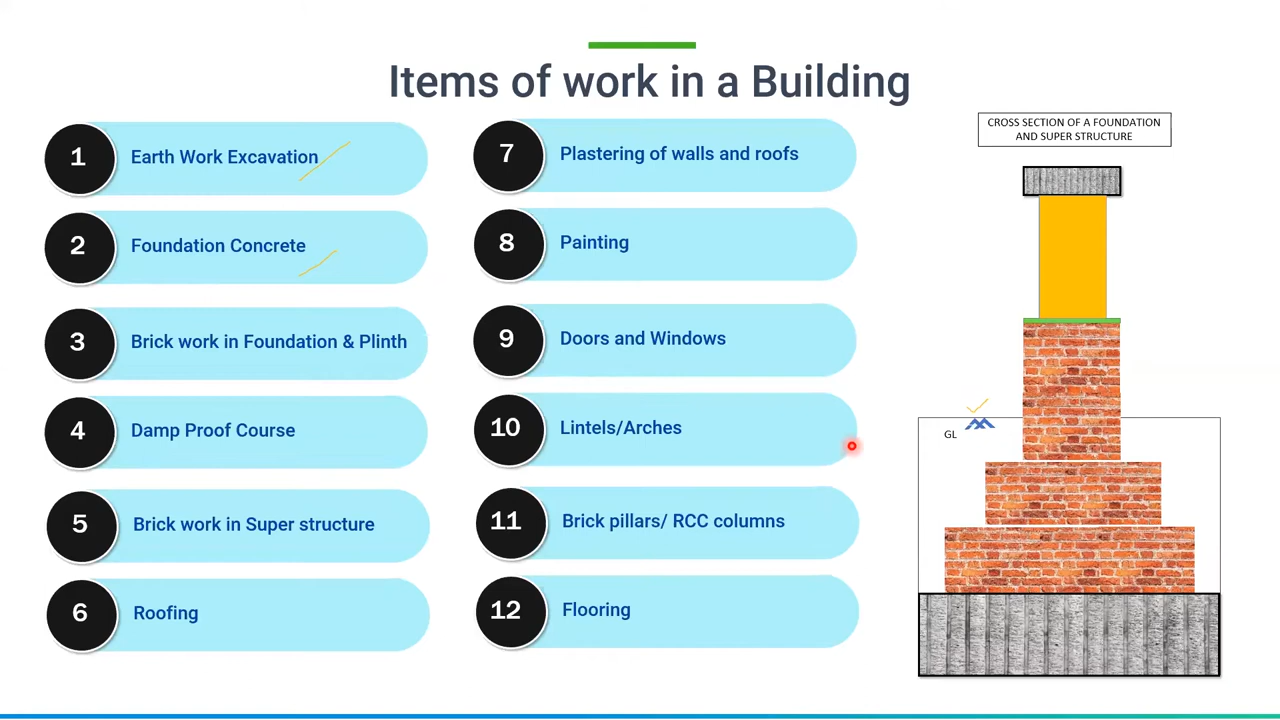 Items of work in a Building
1 Earth Work Excavation
2 Foundation Concrete
3 Brick work in Foundation & Plinth
4 Damp Proof Course
5 Brick work in Super structure
6 Roofing
7 Plastering of walls and roofs
8 Painting
9 Doors and Windows
10 Lintels/Arches
11 Brick pillars/ RCC columns
12 Flooring
CROSS SECTION OF A FOUNDATION
AND SUPER STRUCTURE
GL